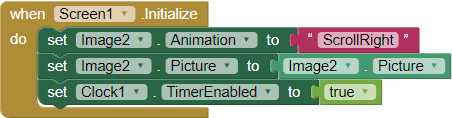 when Screen1 .Initialize
do set Image2 . Animation to " ScrollRight "
set Image2 . Picture to Image2 . Picture
set Clock1 . TimerEnabled to true